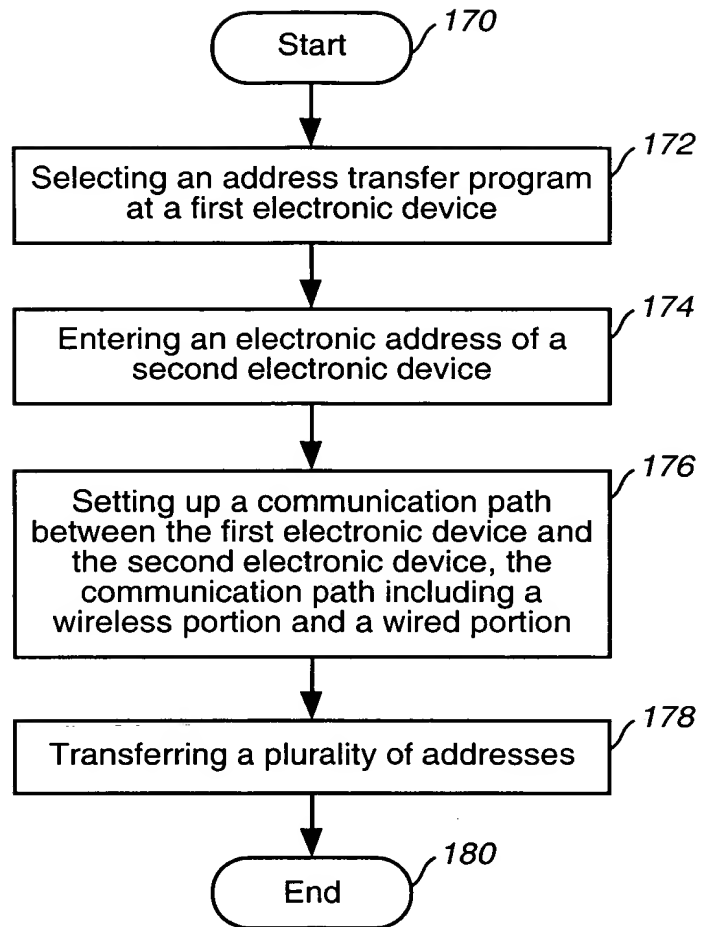 Start
170
172
Selecting an address transfer program
at a first electronic device
174
Entering an electronic address of a
second electronic device
176
Setting up a communication path
between the first electronic device and
the second electronic device, the
communication path including a
wireless portion and a wired portion
178
Transferring a plurality of addresses
180
End